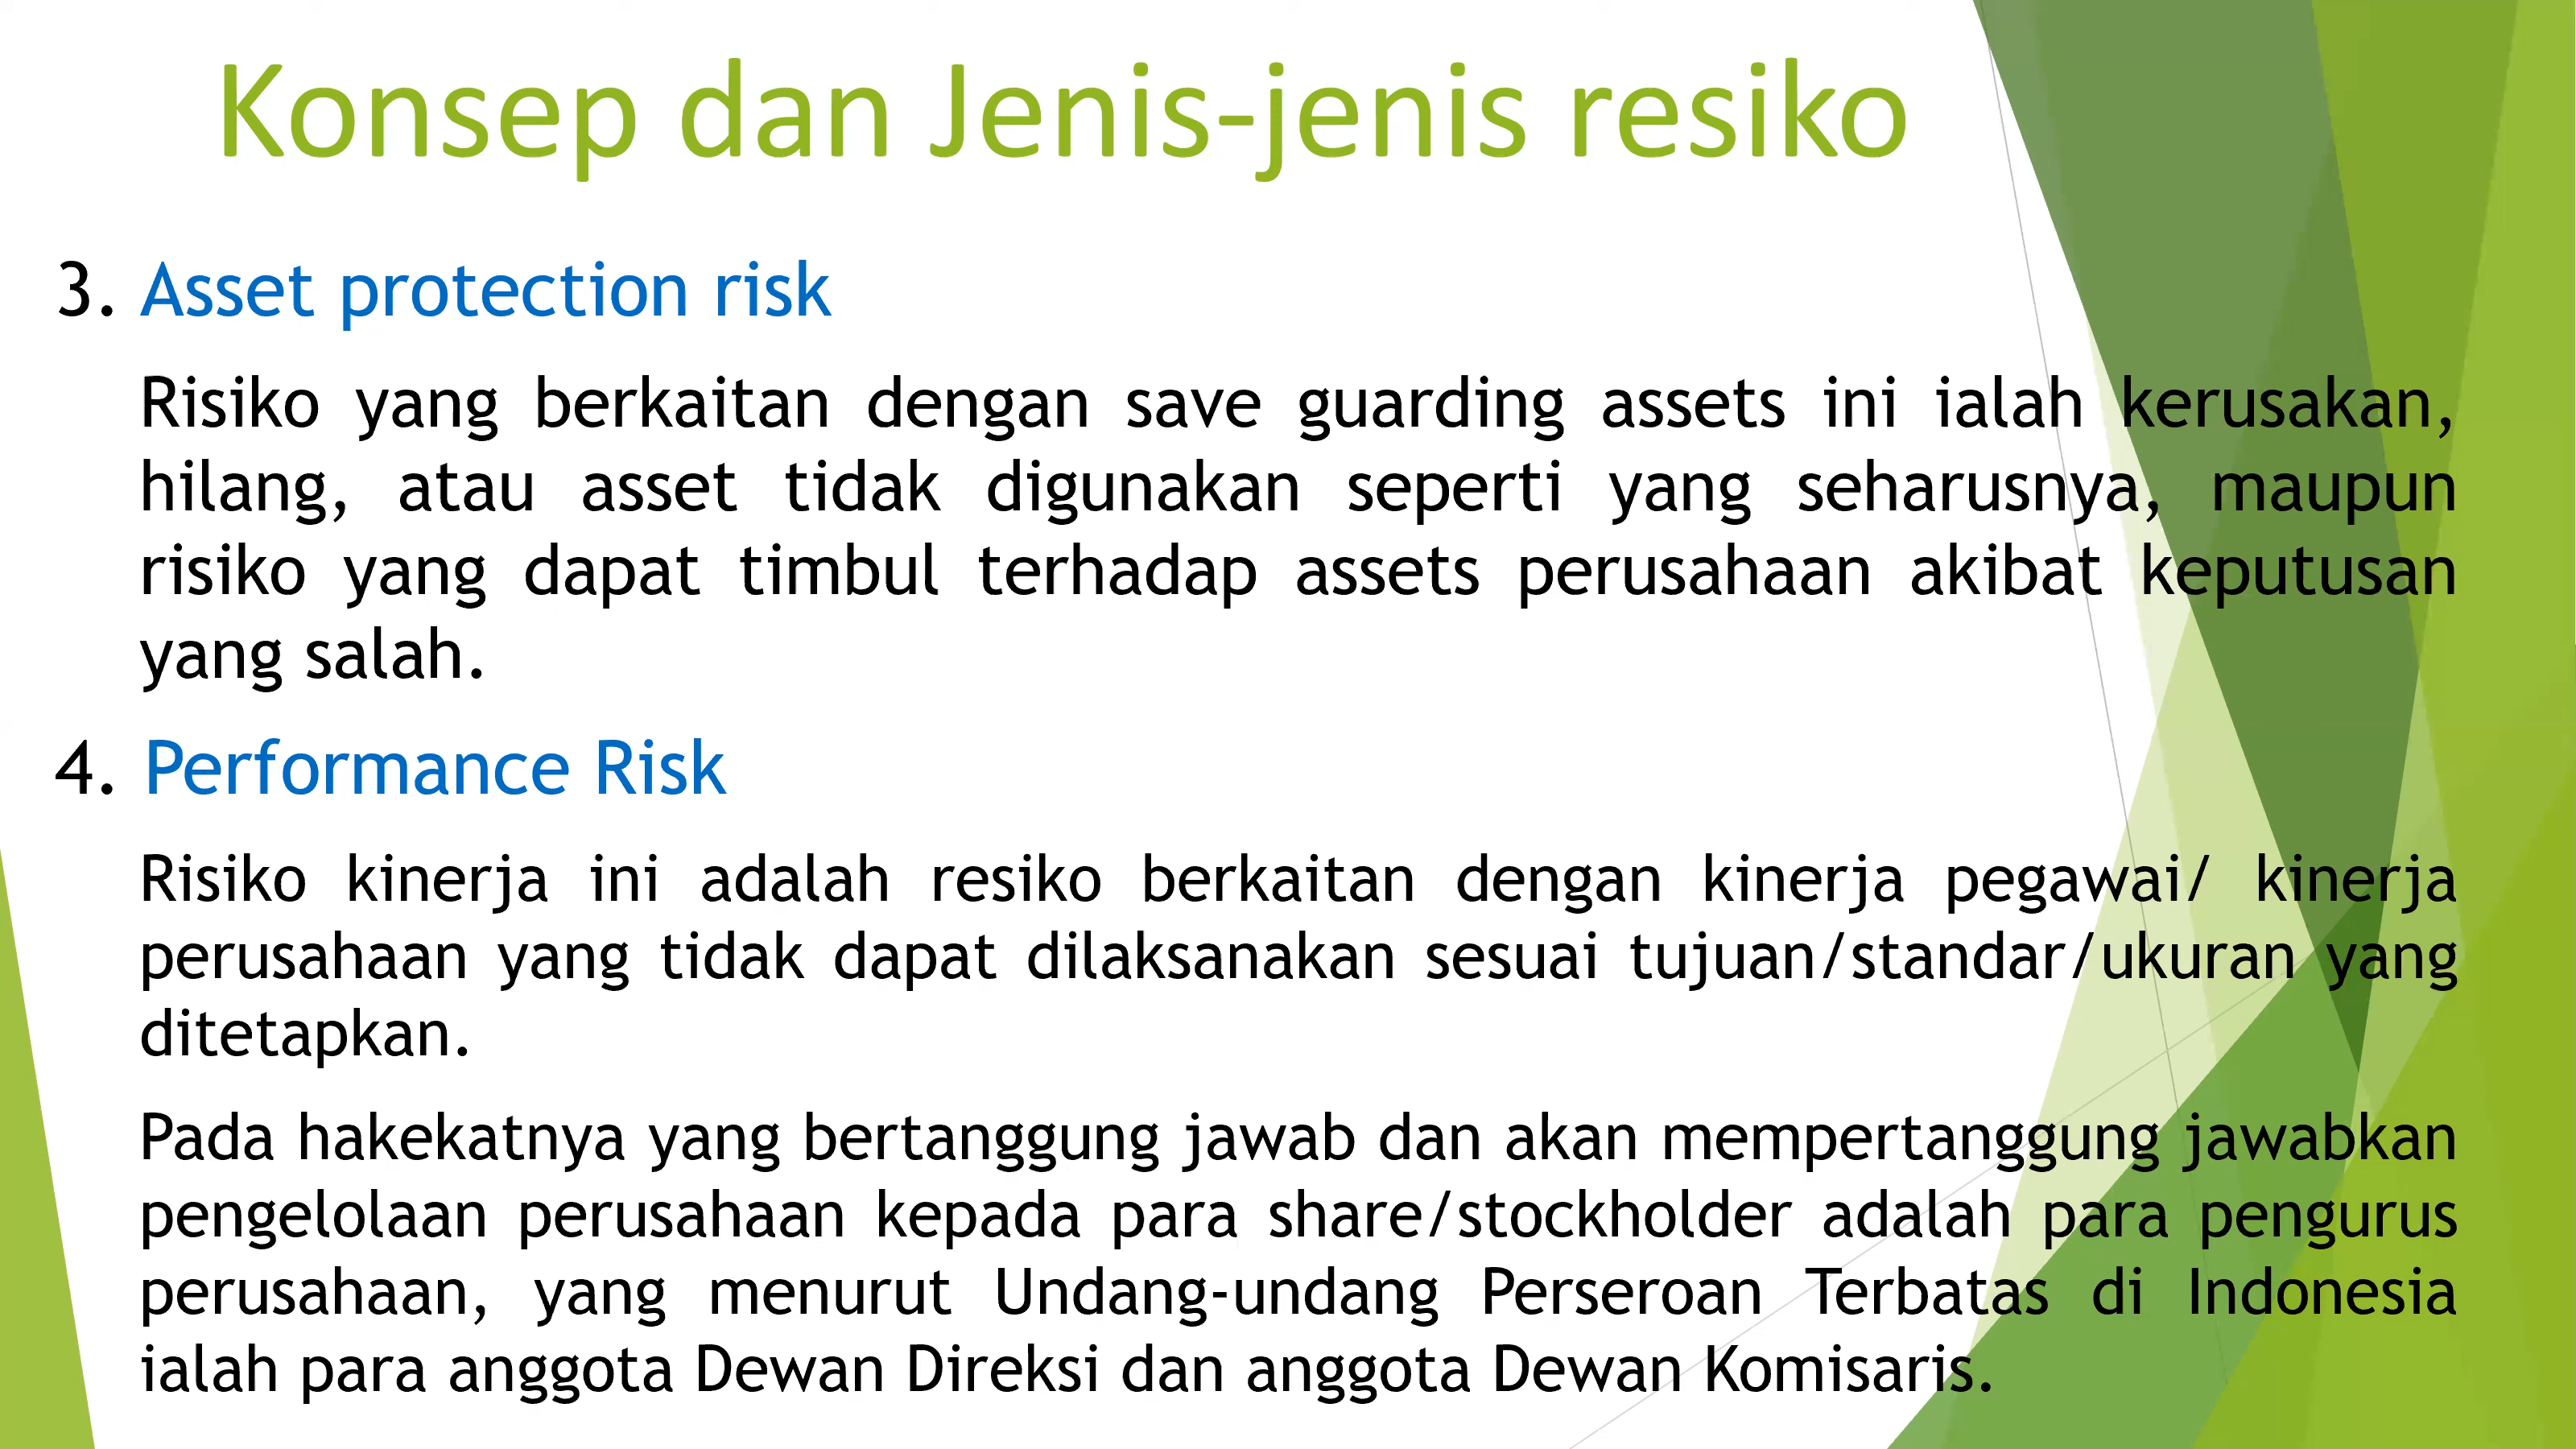 Konsep dan Jenis-jenis resiko
3. Asset protection risk
Risiko yang berkaitan dengan save guarding assets ini ialah kerusakan,
hilang, atau asset tidak digunakan seperti yang seharusnya, maupun
risiko yang dapat timbul terhadap assets perusahaan akibat keputusan
yang salah.
4. Performance Risk
Risiko kinerja ini adalah resiko berkaitan dengan kinerja pegawai/ kinerja
perusahaan yang tidak dapat dilaksanakan sesuai tujuan/standar/ukuran yang
ditetapkan.
Pada hakekatnya yang bertanggung jawab dan akan mempertanggung jawabkan
pengelolaan perusahaan kepada para share/stockholder adalah para pengurus
perusahaan, yang menurut Undang-undang Perseroan Terbatas di Indonesia
ialah para anggota Dewan Direksi dan anggota Dewan Komisaris.